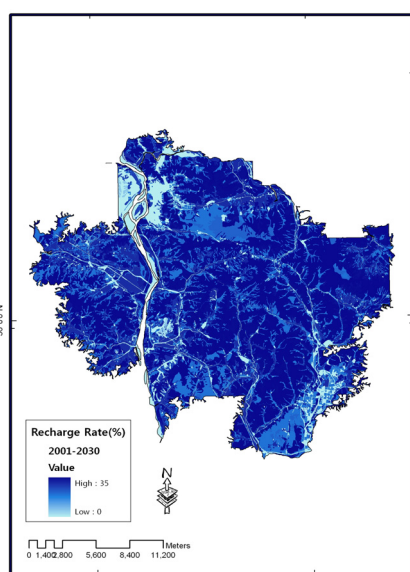 Recharge Rate(%)
2001-2030
Value
High : 35
Low : 0
N
0 1,400 2,800 5,600 8,400 11,200 Meters